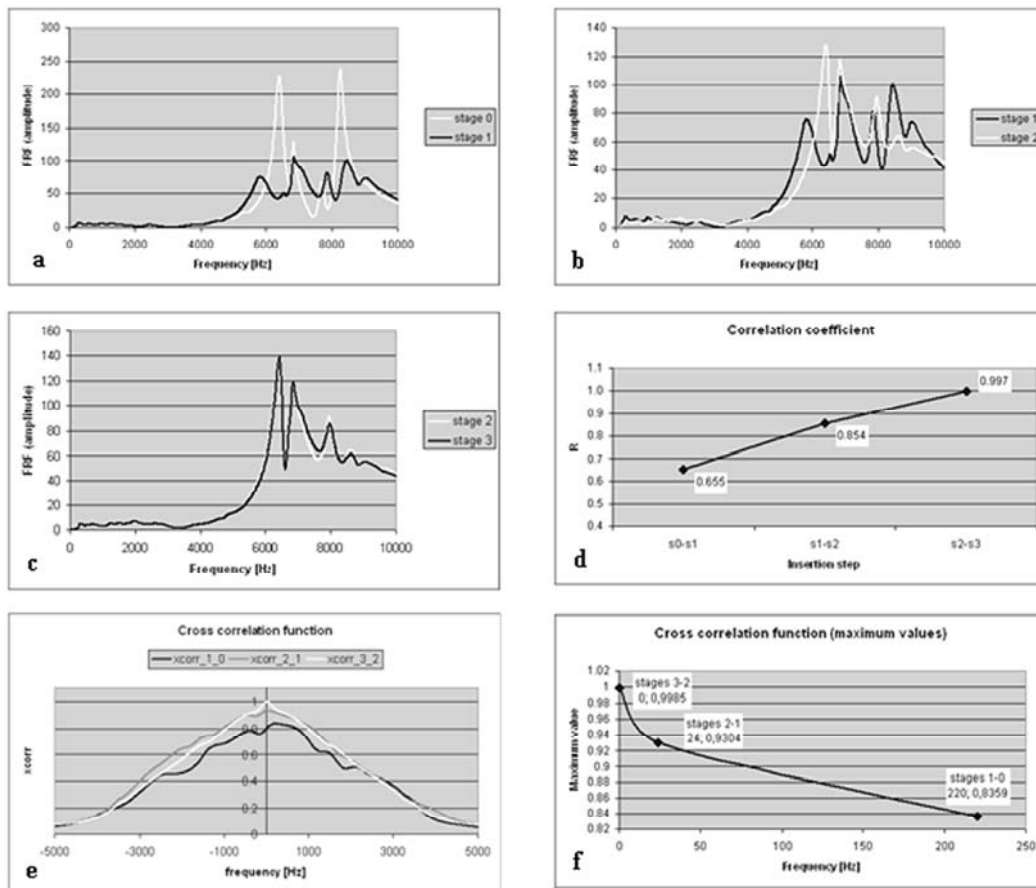 300
250
200
150
100
50
0
FRF (amplitude)
0 2000 4000 6000 8000 10000
Frequency [Hz]
stage 0
stage 1
a
140
120
100
80
60
40
20
0
FRF (amplitude)
0 2000 4000 6000 8000 10000
Frequency [Hz]
stage 1
stage 2
b
160
140
120
100
80
60
40
20
0
FRF (amplitude)
0 2000 4000 6000 8000 10000
Frequency [Hz]
stage 2
stage 3
c
Correlation coefficient
1.1
1.0
0.9
0.8
0.7
0.6
0.5
0.4
R
0.655
0.854
0.997
s0-s1 s1-s2 s2-s3
Insertion step
d
Cross correlation function
xcorr_1_0 xcorr_2_1 xcorr_3_2
1
0.8
0.6
0.4
0.2
0
xcorr
-5000 -3000 -1000 1000 3000 5000
frequency [Hz]
e
Cross correlation function (maximum values)
1.02
1
0.98
0.96
0.94
0.92
0.9
0.88
0.86
0.84
0.82
Maximum value
stages 3-2
0; 0,9985
stages 2-1
24; 0,9304
stages 1-0
220; 0,8359
0 50 100 150 200 250
Frequency [Hz]
f